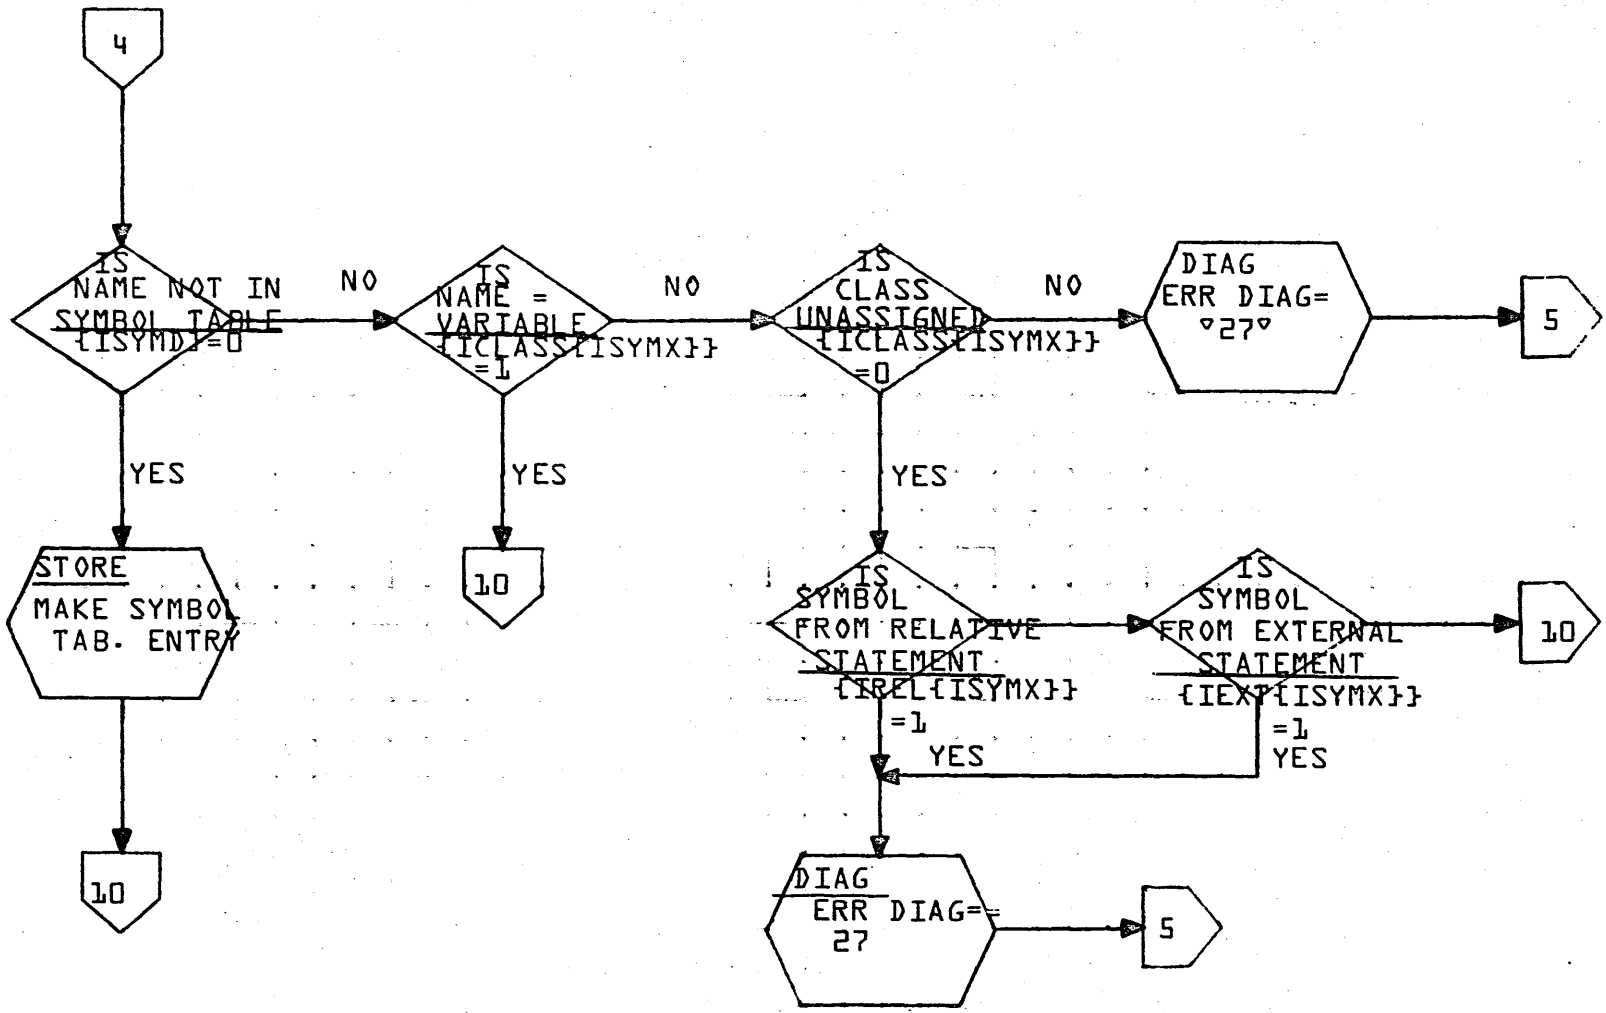 4
IS
NAME NOT IN
SYMBOL TABLE
{ISYMD}=0
NO
IS
NAME =
VARIABLE
{ICLASS{ISYMX}}
=1
NO
IS
CLASS
UNASSIGNED
{ICLASS{ISYMX}}
=0
NO
DIAG
ERR DIAG=
"27"
5
YES
YES
YES
STORE
MAKE SYMBOL
TAB. ENTRY
10
IS
SYMBOL
FROM RELATIVE
STATEMENT
{IREL{ISYMX}}
=1
YES
IS
SYMBOL
FROM EXTERNAL
STATEMENT
{IEXT{ISYMX}}
=1
YES
10
10
DIAG
ERR DIAG==
27
5